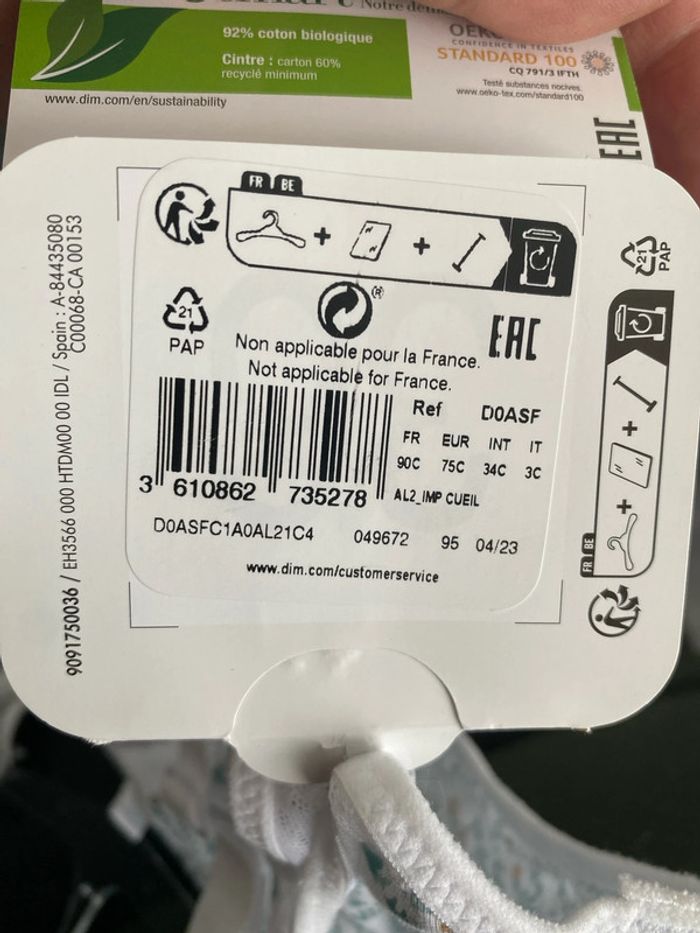 Notre
92% coton biologique
Cintre : carton 60%
recyclé minimum
www.dim.com/en/sustainability
CONFIDENCE IN TEXTILES
STANDARD 100
CQ 791/3 IFTH
Testé substances nocives.
www.oeko-tex.com/standard100
EAC
FR BE
+ +
21
PAP
(R)
Non applicable pour la France.
Not applicable for France.
EAC
Ref D0ASF
FR EUR INT IT
90C 75C 34C 3C
AL2_IMP CUEIL
3 610862 735278
D0ASFC1A0AL21C4 049672 95 04/23
www.dim.com/customerservice
9091750036 / EH3566 000 HTDM00 00 IDL / Spain : A-84435080
C00068-CA 00153
21
PAP
+ +
FR BE